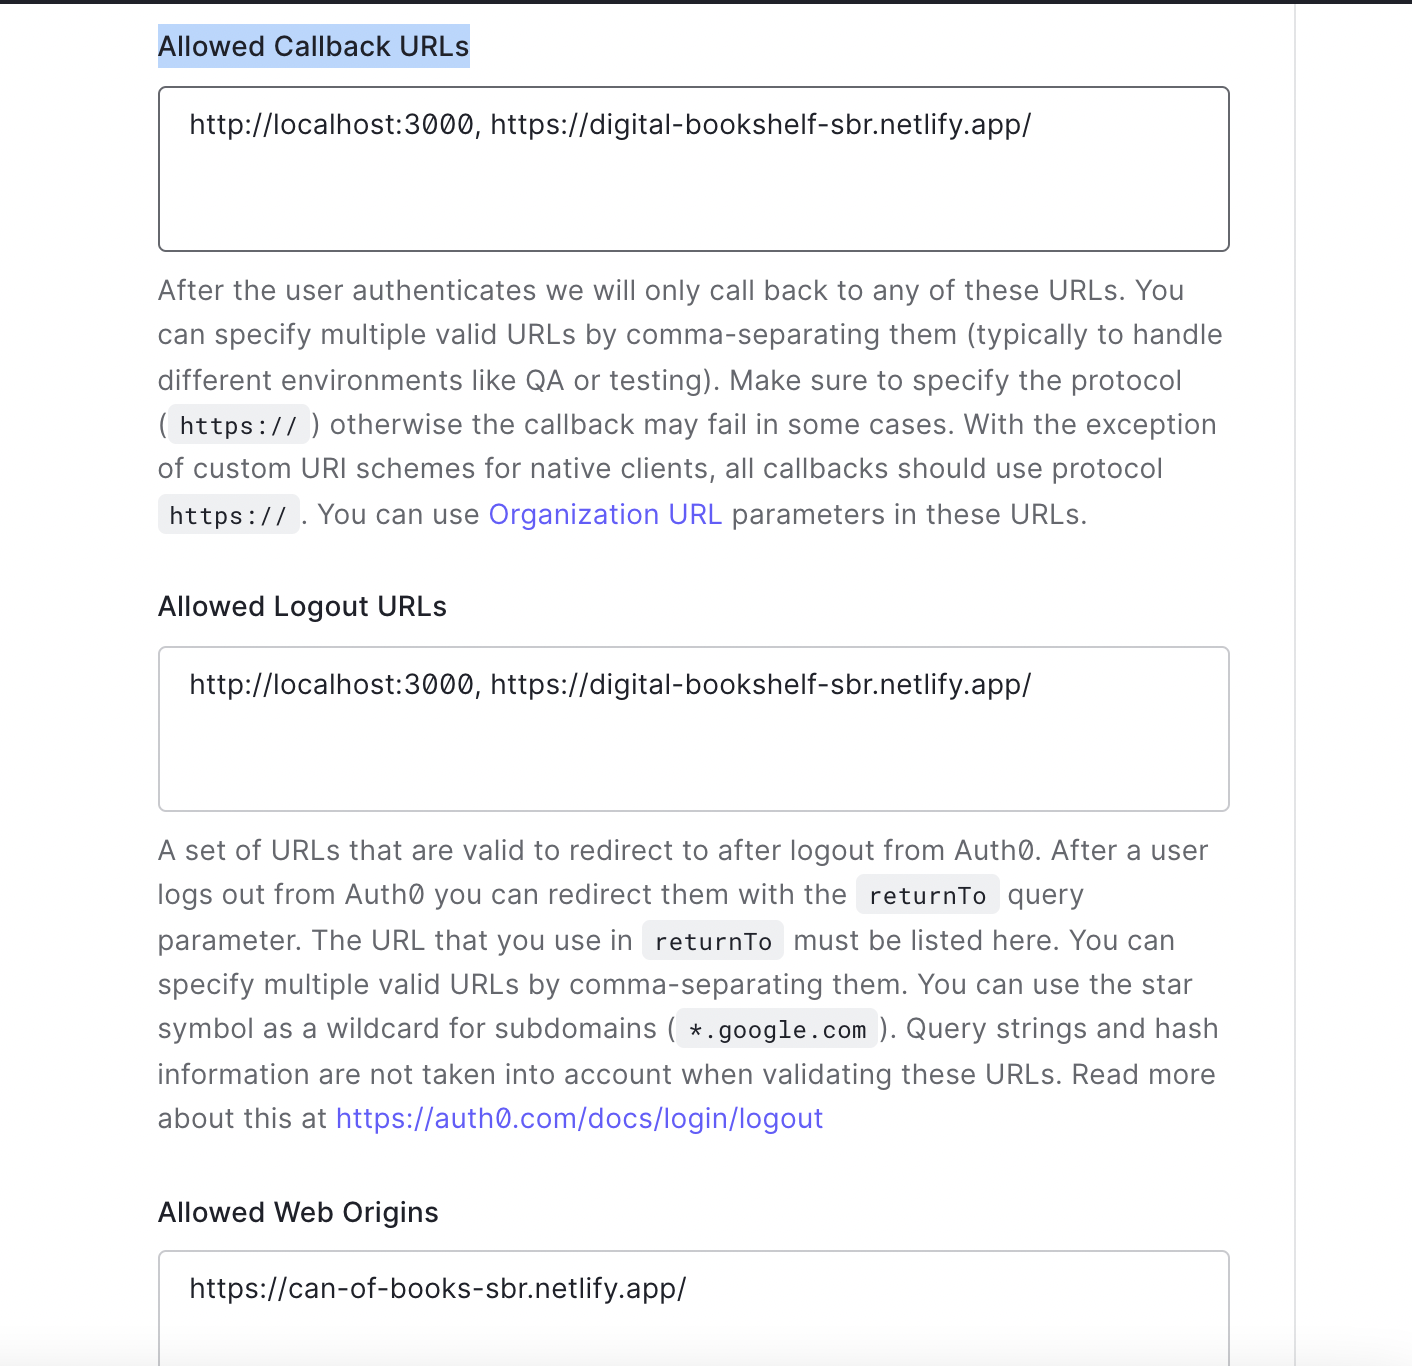 Allowed Callback URLs
http://localhost:3000, https://digital-bookshelf-sbr.netlify.app/
After the user authenticates we will only call back to any of these URLs. You
can specify multiple valid URLs by comma-separating them (typically to handle
different environments like QA or testing). Make sure to specify the protocol
( https:// ) otherwise the callback may fail in some cases. With the exception
of custom URI schemes for native clients, all callbacks should use protocol
https:// . You can use Organization URL parameters in these URLs.
Allowed Logout URLs
http://localhost:3000, https://digital-bookshelf-sbr.netlify.app/
A set of URLs that are valid to redirect to after logout from Auth0. After a user
logs out from Auth0 you can redirect them with the returnTo query
parameter. The URL that you use in returnTo must be listed here. You can
specify multiple valid URLs by comma-separating them. You can use the star
symbol as a wildcard for subdomains ( *.google.com ). Query strings and hash
information are not taken into account when validating these URLs. Read more
about this at https://auth0.com/docs/login/logout
Allowed Web Origins
https://can-of-books-sbr.netlify.app/